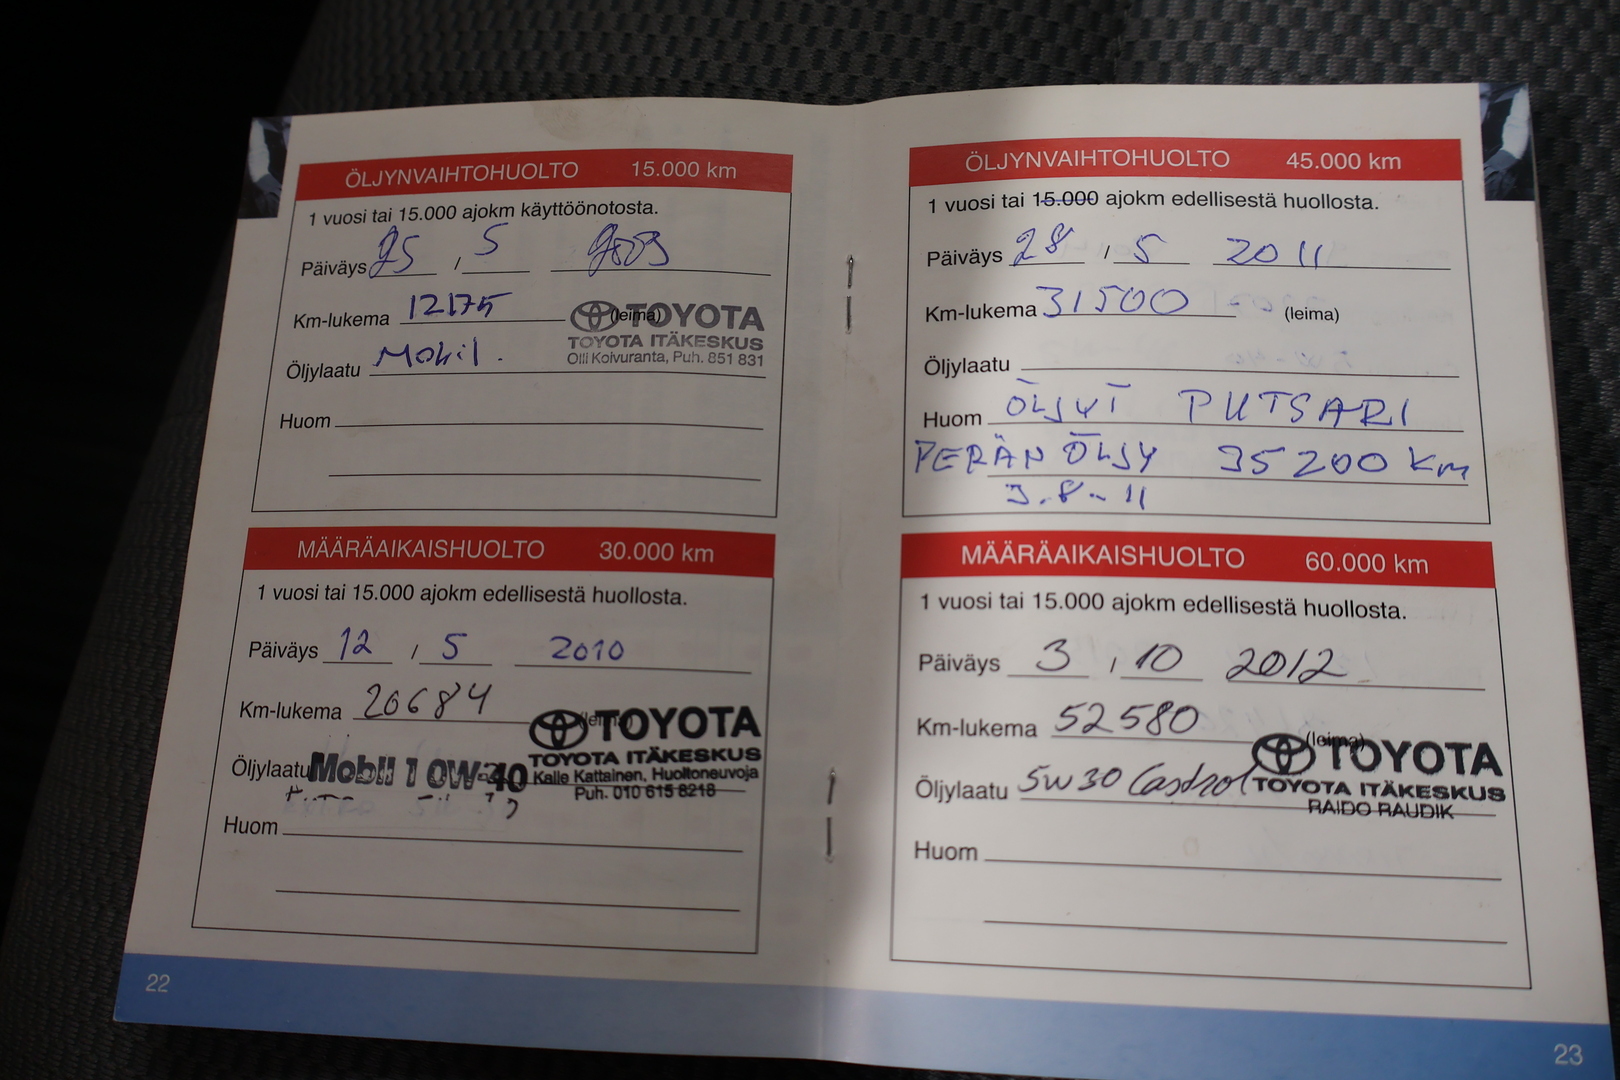 ÖLJYNVAIHTOHUOLTO 15.000 km
1 vuosi tai 15.000 ajokm käyttöönotosta.
Päiväys 25 / 5 2009
Km-lukema 12175
(leima)
TOYOTA
TOYOTA ITÄKESKUS
Olli Koivuranta, Puh. 851 831
Öljylaatu Mobil.
Huom
MÄÄRÄAIKAISHUOLTO 30.000 km
1 vuosi tai 15.000 ajokm edellisestä huollosta.
Päiväys 12 / 5 2010
Km-lukema 20684
(leima)
TOYOTA
TOYOTA ITÄKESKUS
Kalle Kattainen, Huoltoneuvoja
Puh. 010 615 8218
Öljylaatu Mobil 1 0W-40
Huom
22
ÖLJYNVAIHTOHUOLTO 45.000 km
1 vuosi tai 15.000 ajokm edellisestä huollosta.
Päiväys 28 / 5 2011
Km-lukema 31500 (leima)
Öljylaatu
Huom ÖLJYT PUTSARI
PERÄN ÖLJY 35200 km
3.8-11
MÄÄRÄAIKAISHUOLTO 60.000 km
1 vuosi tai 15.000 ajokm edellisestä huollosta.
Päiväys 3 / 10 2012
Km-lukema 52580
(leima)
TOYOTA
TOYOTA ITÄKESKUS
RAIDO RAUDIK
Öljylaatu 5W30 Castrol
Huom
23